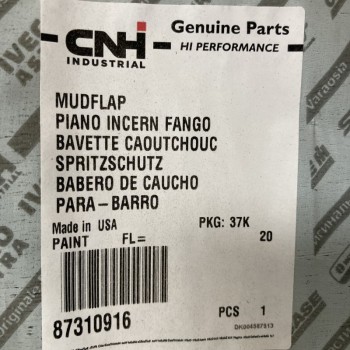 CNH
INDUSTRIAL
Genuine Parts
HI PERFORMANCE
MUDFLAP
PIANO INCERN FANGO
BAVETTE CAOUTCHOUC
SPRITZSCHUTZ
BABERO DE CAUCHO
PARA-BARRO
Made in USA
PKG: 37K
PAINT FL= 20
87310916
PCS 1
Varaosia